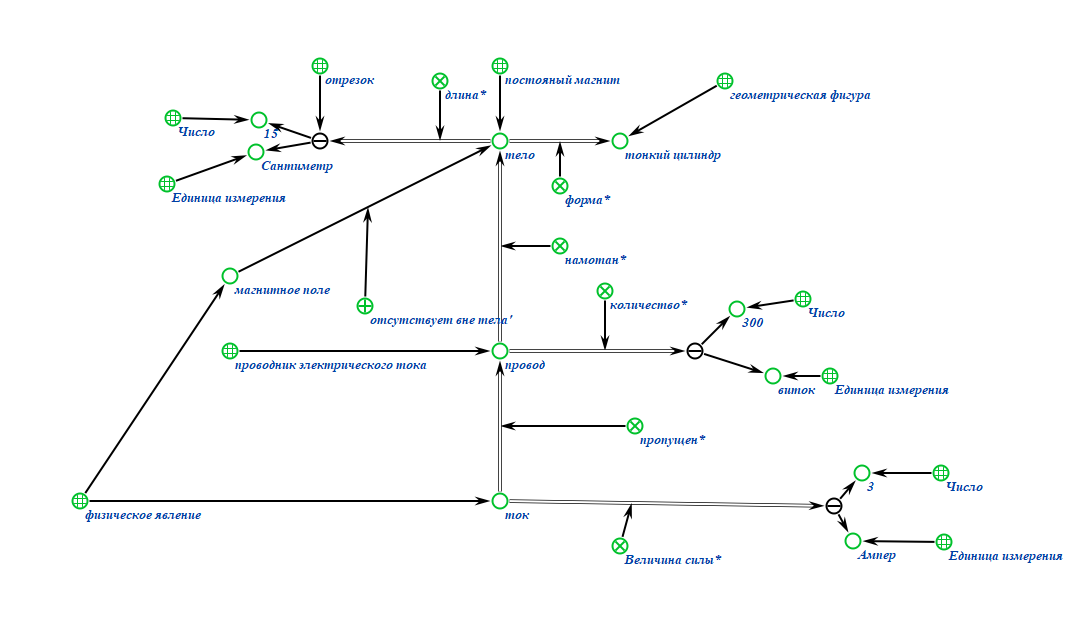 отрезок
длина*
постояный магнит
геометрическая фигура
Число
15
Сантиметр
тело
тонкий цилиндр
Единица измерения
форма*
намотан*
магнитное поле
количество*
отсутствует вне тела'
300
Число
проводник электрического тока
провод
виток
Единица измерения
пропущен*
3
Число
физическое явление
ток
Величина силы*
Ампер
Единица измерения